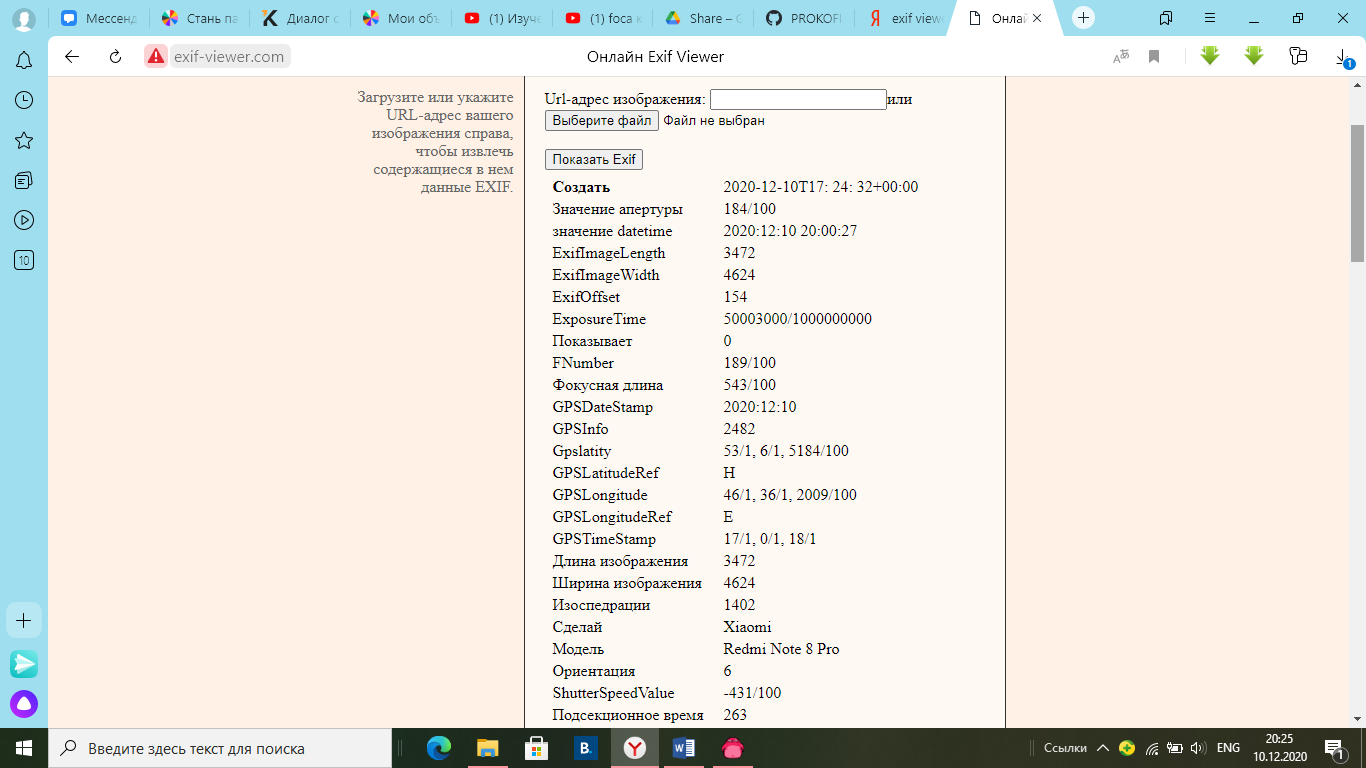 Мессенд
Стань па
Диалог с
Мои объ
(1) Изуче
(1) foca к
Share – G
PROKOFI
exif viewe
Онлай
exif-viewer.com
Онлайн Exif Viewer
1
10
Загрузите или укажите
URL-адрес вашего
изображения справа,
чтобы извлечь
содержащиеся в нем
данные EXIF.
Url-адрес изображения: или
Выберите файл Файл не выбран
Показать Exif
Создать 2020-12-10T17: 24: 32+00:00
Значение апертуры 184/100
значение datetime 2020:12:10 20:00:27
ExifImageLength 3472
ExifImageWidth 4624
ExifOffset 154
ExposureTime 50003000/1000000000
Показывает 0
FNumber 189/100
Фокусная длина 543/100
GPSDateStamp 2020:12:10
GPSInfo 2482
Gpslatity 53/1, 6/1, 5184/100
GPSLatitudeRef Н
GPSLongitude 46/1, 36/1, 2009/100
GPSLongitudeRef E
GPSTimeStamp 17/1, 0/1, 18/1
Длина изображения 3472
Ширина изображения 4624
Изоспедрации 1402
Сделай Xiaomi
Модель Redmi Note 8 Pro
Ориентация 6
ShutterSpeedValue -431/100
Подсекционное время 263
Введите здесь текст для поиска
B.
Ссылки
ENG
20:25
10.12.2020
1